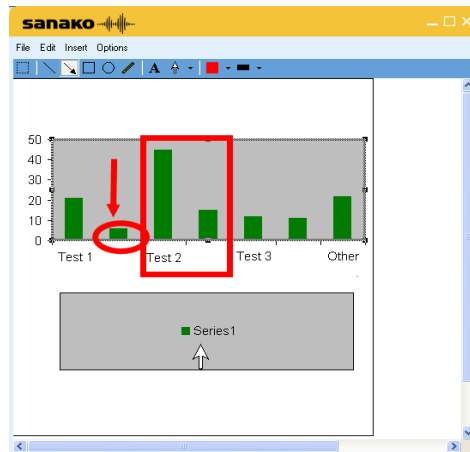 sanako
File Edit Insert Options
A
50
40
30
20
10
0
Test 1 Test 2 Test 3 Other
Series1